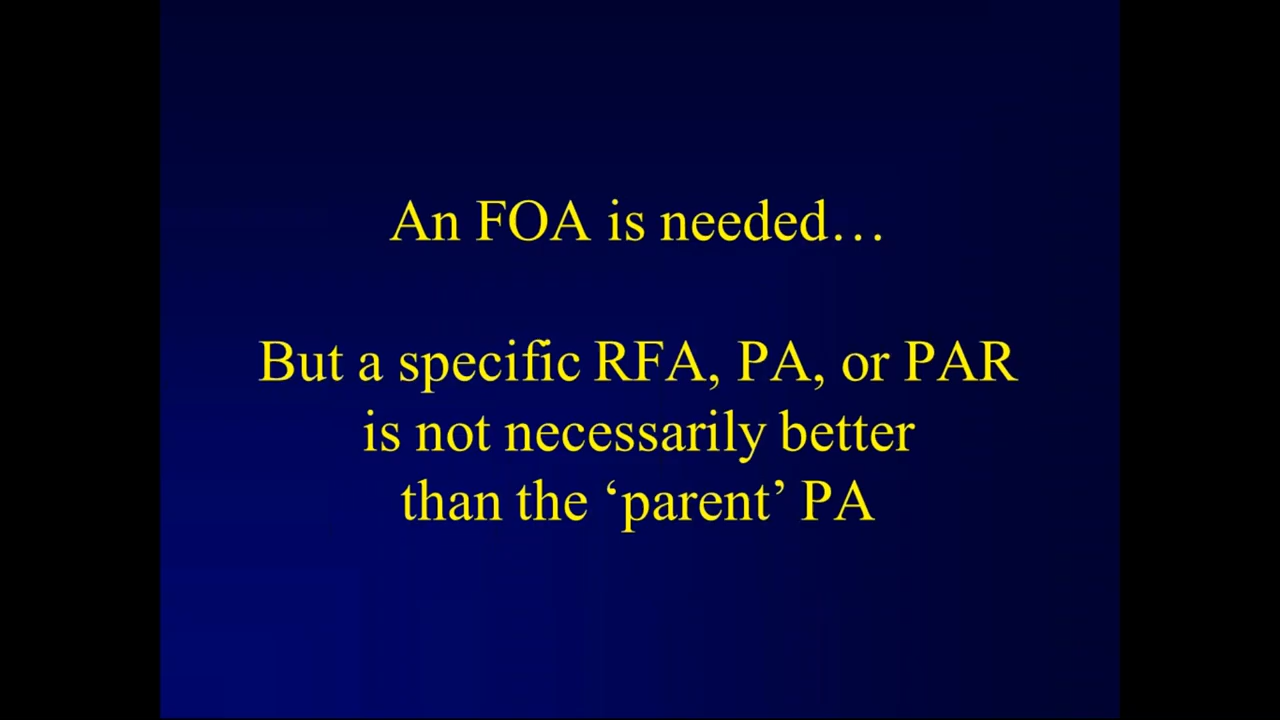 An FOA is needed…
But a specific RFA, PA, or PAR
is not necessarily better
than the ‘parent’ PA